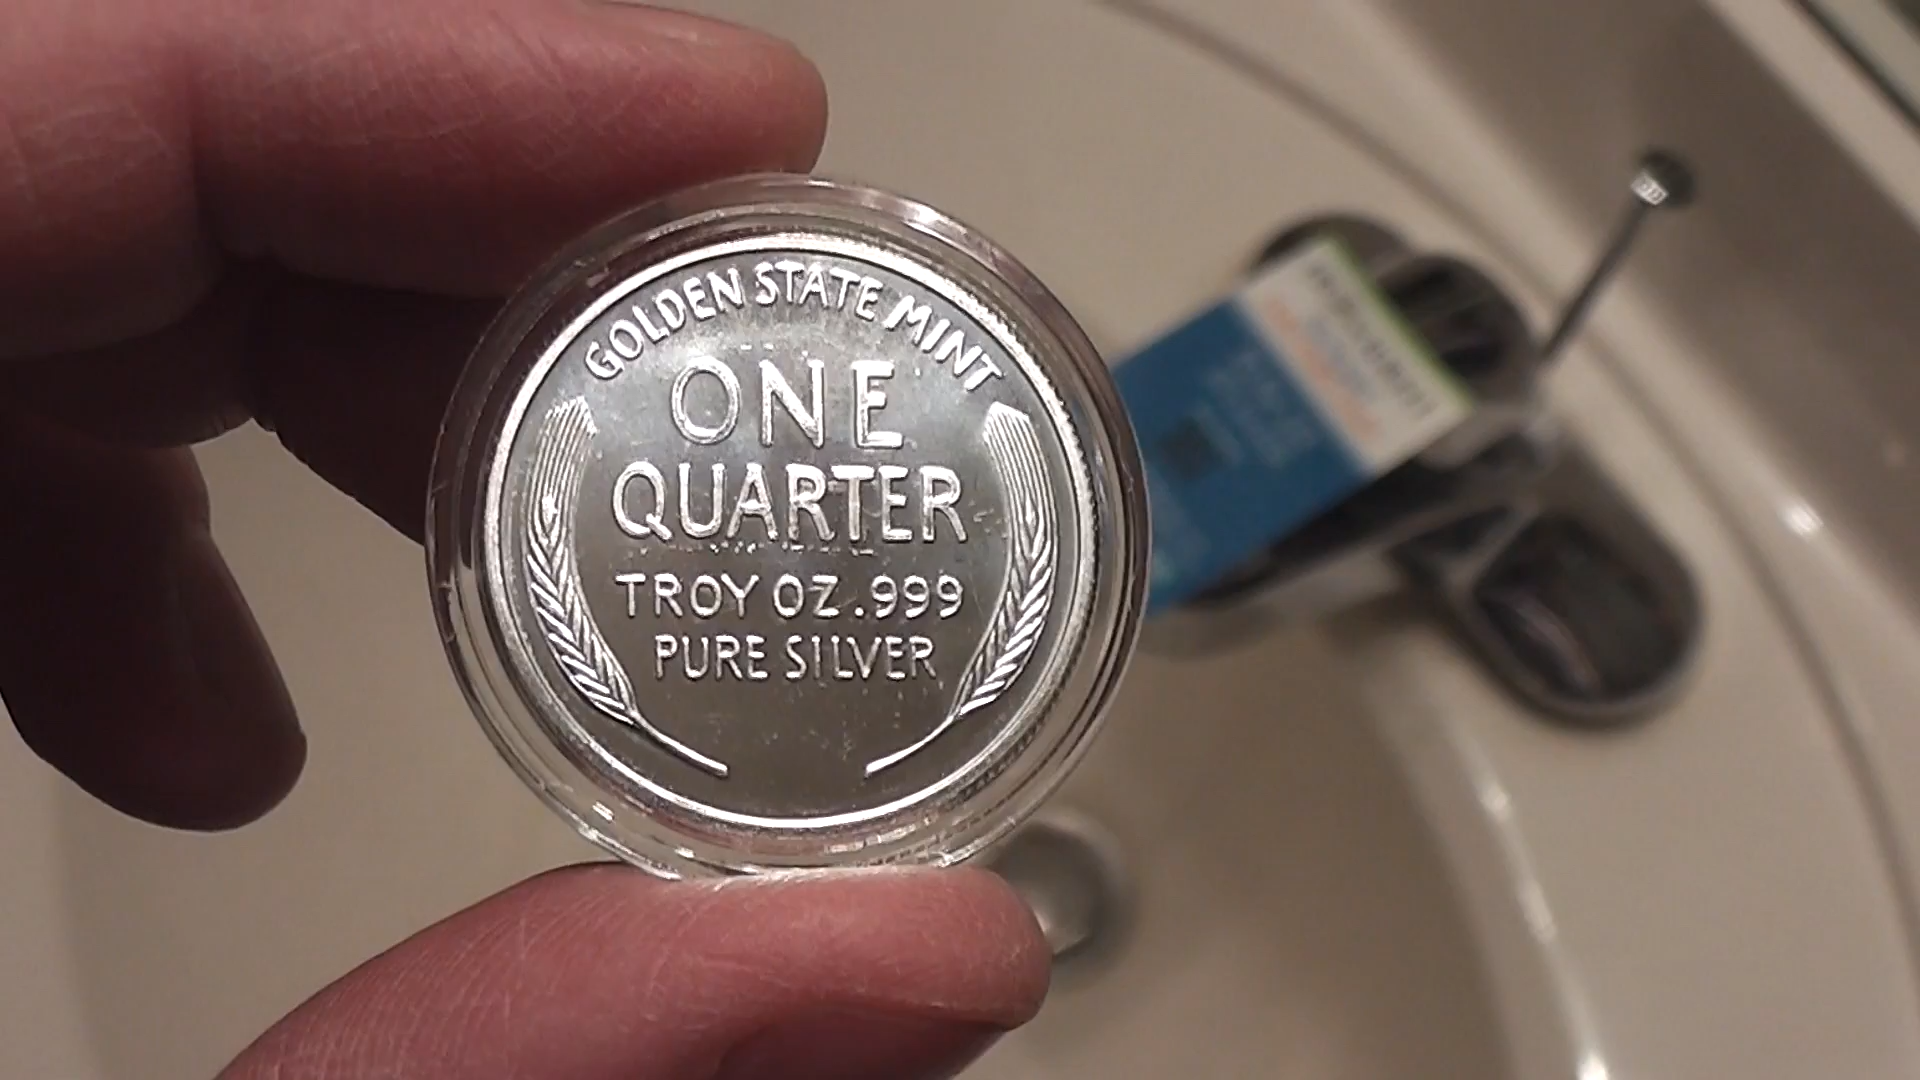 GOLDEN STATE MINT
ONE
QUARTER
TROY OZ .999
PURE SILVER